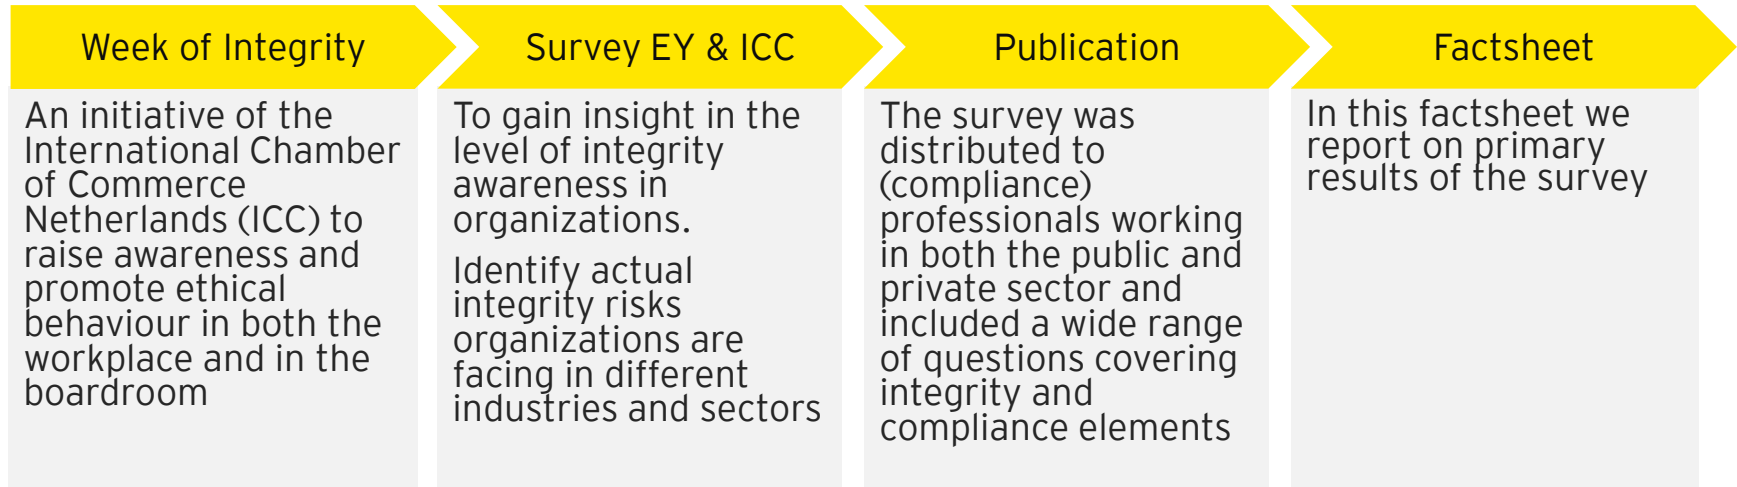 Week of Integrity
An initiative of the
International Chamber
of Commerce
Netherlands (ICC) to
raise awareness and
promote ethical
behaviour in both the
workplace and in the
boardroom
Survey EY & ICC
To gain insight in the
level of integrity
awareness in
organizations.
Identify actual
integrity risks
organizations are
facing in different
industries and sectors
Publication
The survey was
distributed to
(compliance)
professionals working
in both the public and
private sector and
included a wide range
of questions covering
integrity and
compliance elements
Factsheet
In this factsheet we
report on primary
results of the survey